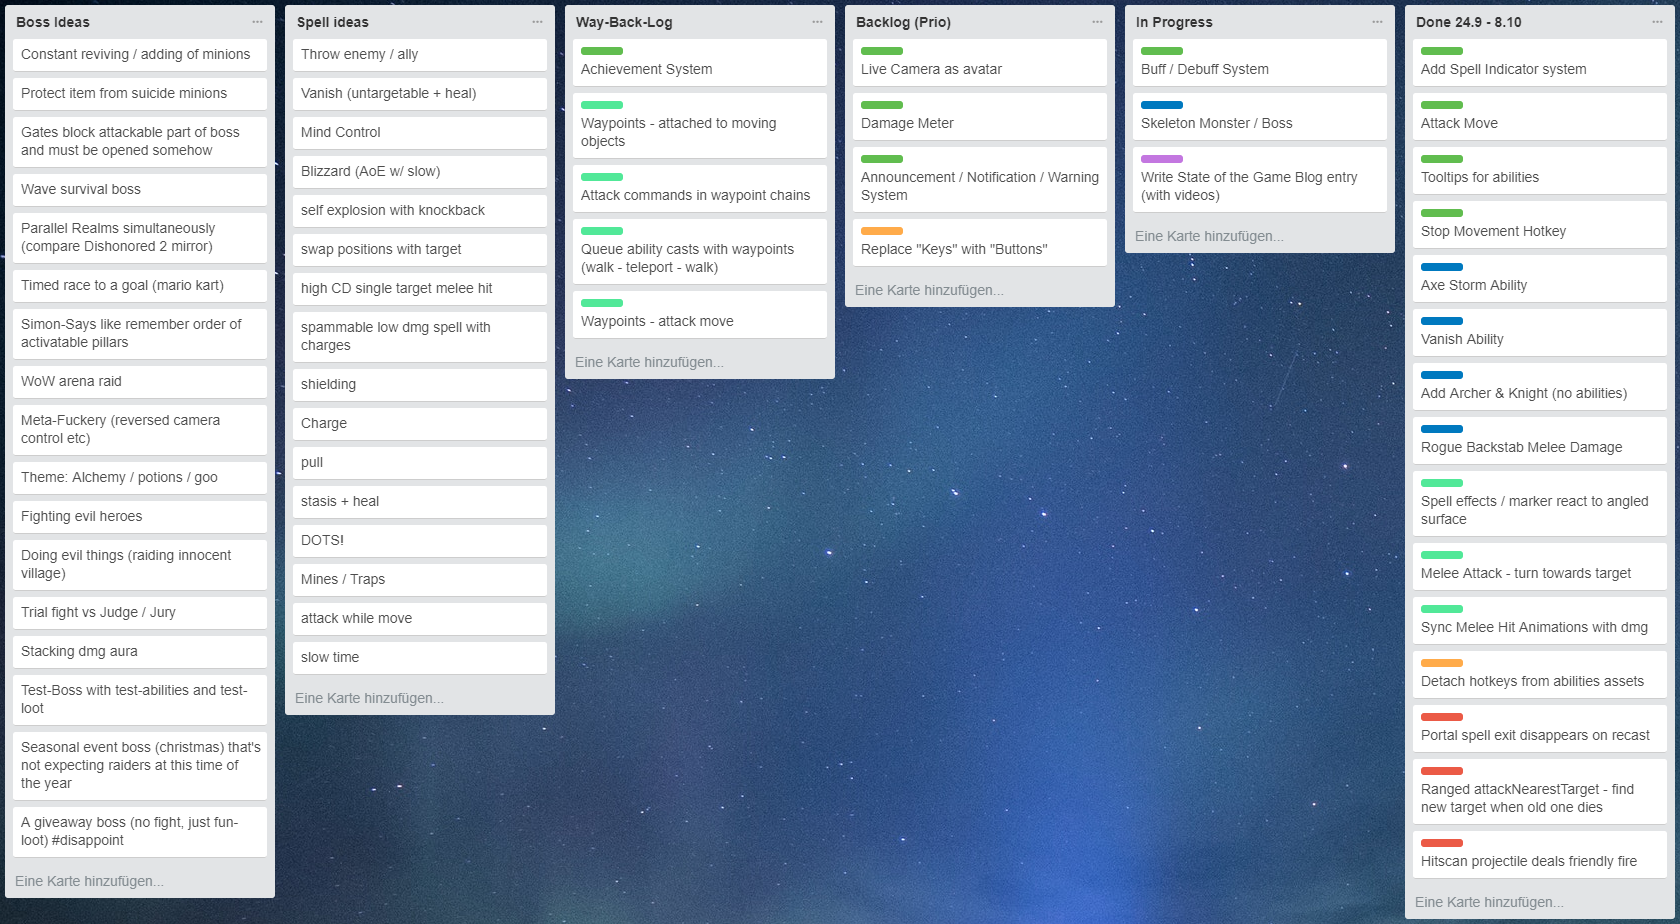 Boss Ideas
Constant reviving / adding of minions
Protect item from suicide minions
Gates block attackable part of boss
and must be opened somehow
Wave survival boss
Parallel Realms simultaneously
(compare Dishonored 2 mirror)
Timed race to a goal (mario kart)
Simon-Says like remember order of
activatable pillars
WoW arena raid
Meta-Fuckery (reversed camera
control etc)
Theme: Alchemy / potions / goo
Fighting evil heroes
Doing evil things (raiding innocent
village)
Trial fight vs Judge / Jury
Stacking dmg aura
Test-Boss with test-abilities and test-
loot
Seasonal event boss (christmas) that's
not expecting raiders at this time of
the year
A giveaway boss (no fight, just fun-
loot) #disappoint
Eine Karte hinzufügen...
Spell ideas
Throw enemy / ally
Vanish (untargetable + heal)
Mind Control
Blizzard (AoE w/ slow)
self explosion with knockback
swap positions with target
high CD single target melee hit
spammable low dmg spell with
charges
shielding
Charge
pull
stasis + heal
DOTS!
Mines / Traps
attack while move
slow time
Eine Karte hinzufügen...
Way-Back-Log
Achievement System
Waypoints - attached to moving
objects
Attack commands in waypoint chains
Queue ability casts with waypoints
(walk - teleport - walk)
Waypoints - attack move
Eine Karte hinzufügen...
Backlog (Prio)
Live Camera as avatar
Damage Meter
Announcement / Notification / Warning
System
Replace "Keys" with "Buttons"
Eine Karte hinzufügen...
In Progress
Buff / Debuff System
Skeleton Monster / Boss
Write State of the Game Blog entry
(with videos)
Eine Karte hinzufügen...
Done 24.9 - 8.10
Add Spell Indicator system
Attack Move
Tooltips for abilities
Stop Movement Hotkey
Axe Storm Ability
Vanish Ability
Add Archer & Knight (no abilities)
Rogue Backstab Melee Damage
Spell effects / marker react to angled
surface
Melee Attack - turn towards target
Sync Melee Hit Animations with dmg
Detach hotkeys from abilities assets
Portal spell exit disappears on recast
Ranged attackNearestTarget - find
new target when old one dies
Hitscan projectile deals friendly fire
Eine Karte hinzufügen...